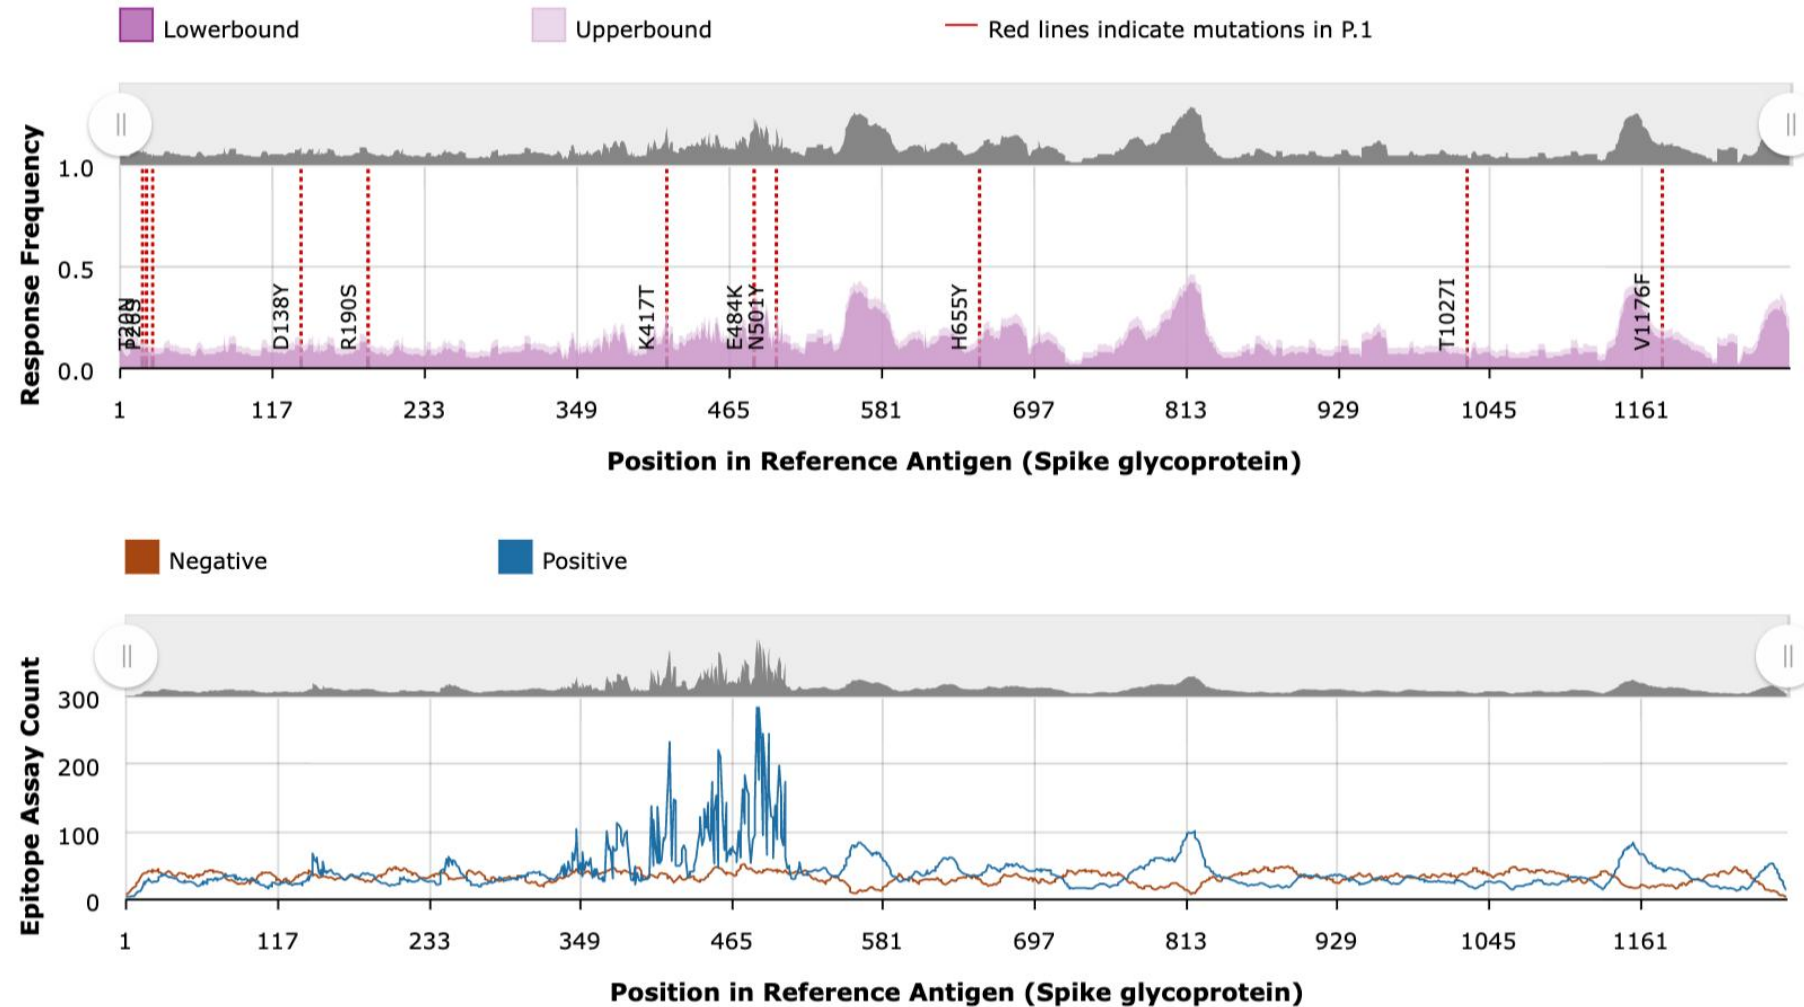 Lowerbound
Upperbound
Red lines indicate mutations in P.1
Response Frequency
1.0
0.5
0.0
D138Y
R190S
K417T
E484K
N501Y
H655Y
T1027I
V1176F
1 117 233 349 465 581 697 813 929 1045 1161
Position in Reference Antigen (Spike glycoprotein)
Negative
Positive
Epitope Assay Count
300
200
100
0
1 117 233 349 465 581 697 813 929 1045 1161
Position in Reference Antigen (Spike glycoprotein)